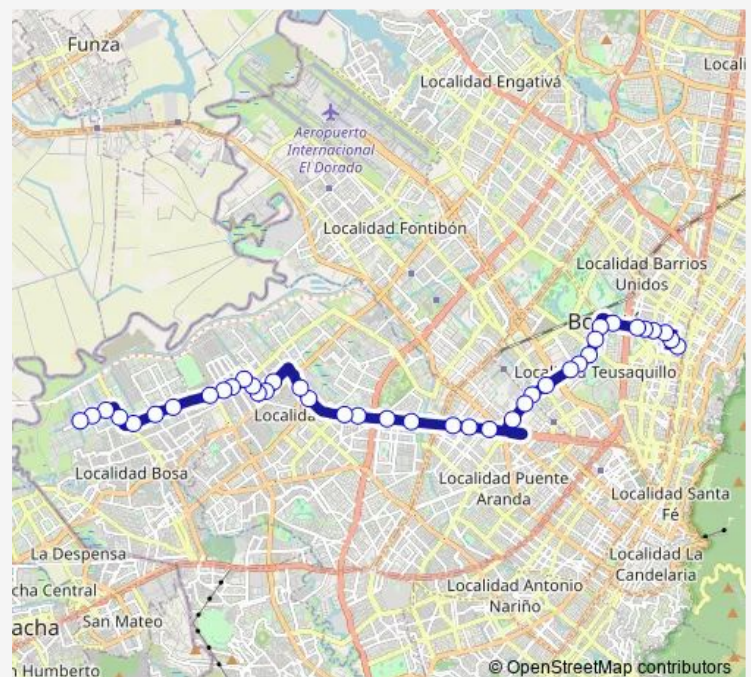 Funza
Locali
Localidad Engativá
Aeropuerto
Internacional
El Dorado
Localidad Fontibón
Localidad Barrios
Unidos
Bo
Teusaquillo
Localida
Localidad Bosa
Localidad Puente
Aranda
Localidad Santa
Fé
La Despensa
Localidad La
Candelaria
cha Central
Localidad Antonio
Nariño
acha
San Mateo
n Humberto
© OpenStreetMap contributors